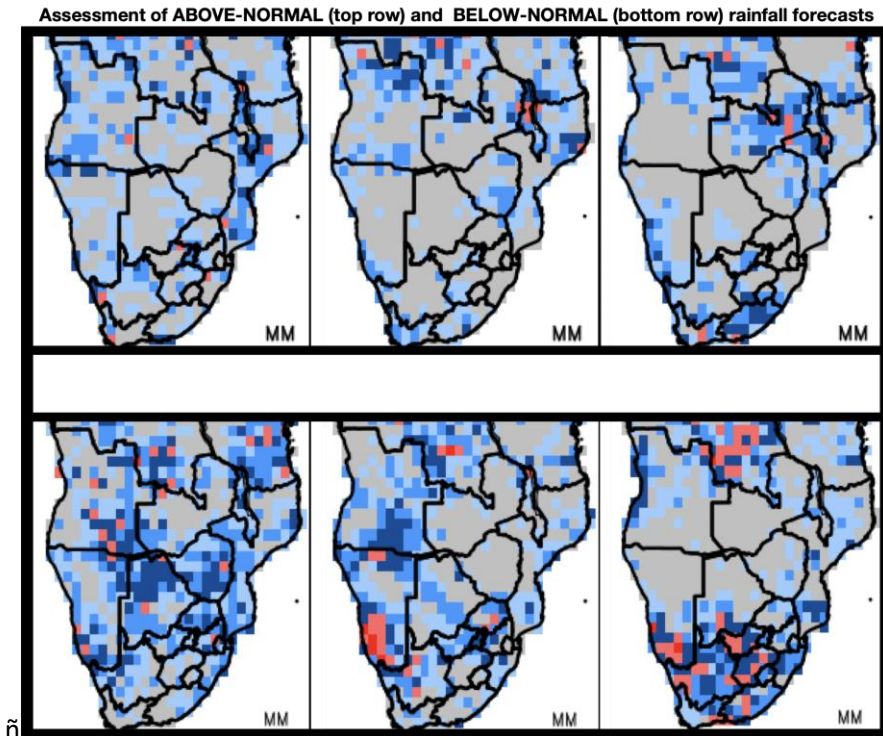 Assessment of ABOVE-NORMAL (top row) and BELOW-NORMAL (bottom row) rainfall forecasts
MM MM MM
MM MM MM
ñ